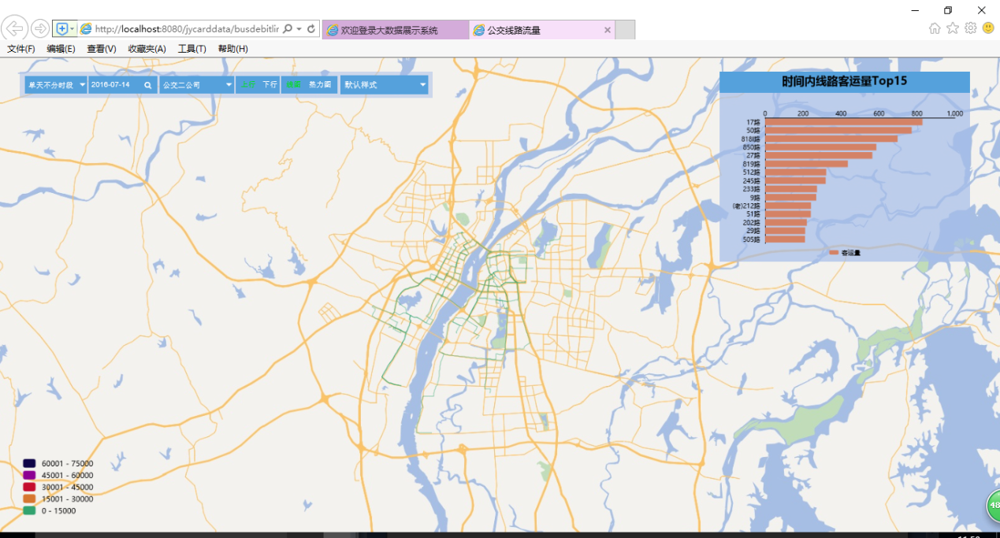 http://localhost:8080/jycarddata/busdebitlir
欢迎登录大数据展示系统
公交线路流量
文件(F) 编辑(E) 查看(V) 收藏夹(A) 工具(T) 帮助(H)
单天不分时段 2016-07-14 公交二公司 上行 下行 线图 热力图 默认样式
时间内线路客运量Top15
0 200 400 600 800 1,000
17路
50路
818I路
850路
27路
819路
512路
245路
233路
9路
(老)212路
51路
202路
29路
505路
客运量
60001 - 75000
45001 - 60000
30001 - 45000
15001 - 30000
0 - 15000
48